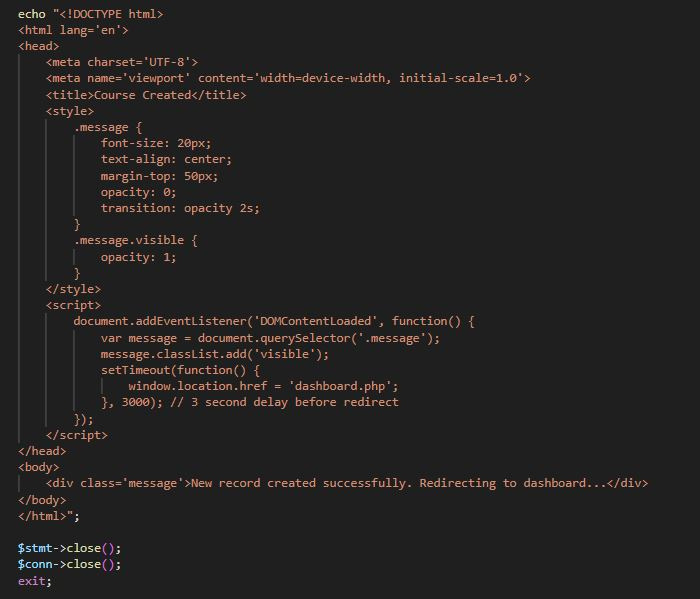 echo "<!DOCTYPE html>
<html lang='en'>
<head>
    <meta charset='UTF-8'>
    <meta name='viewport' content='width=device-width, initial-scale=1.0'>
    <title>Course Created</title>
    <style>
        .message {
            font-size: 20px;
            text-align: center;
            margin-top: 50px;
            opacity: 0;
            transition: opacity 2s;
        }
        .message.visible {
            opacity: 1;
        }
    </style>
    <script>
        document.addEventListener('DOMContentLoaded', function() {
            var message = document.querySelector('.message');
            message.classList.add('visible');
            setTimeout(function() {
                window.location.href = 'dashboard.php';
            }, 3000); // 3 second delay before redirect
        });
    </script>
</head>
<body>
    <div class='message'>New record created successfully. Redirecting to dashboard...</div>
</body>
</html>";

$stmt->close();
$conn->close();
exit;